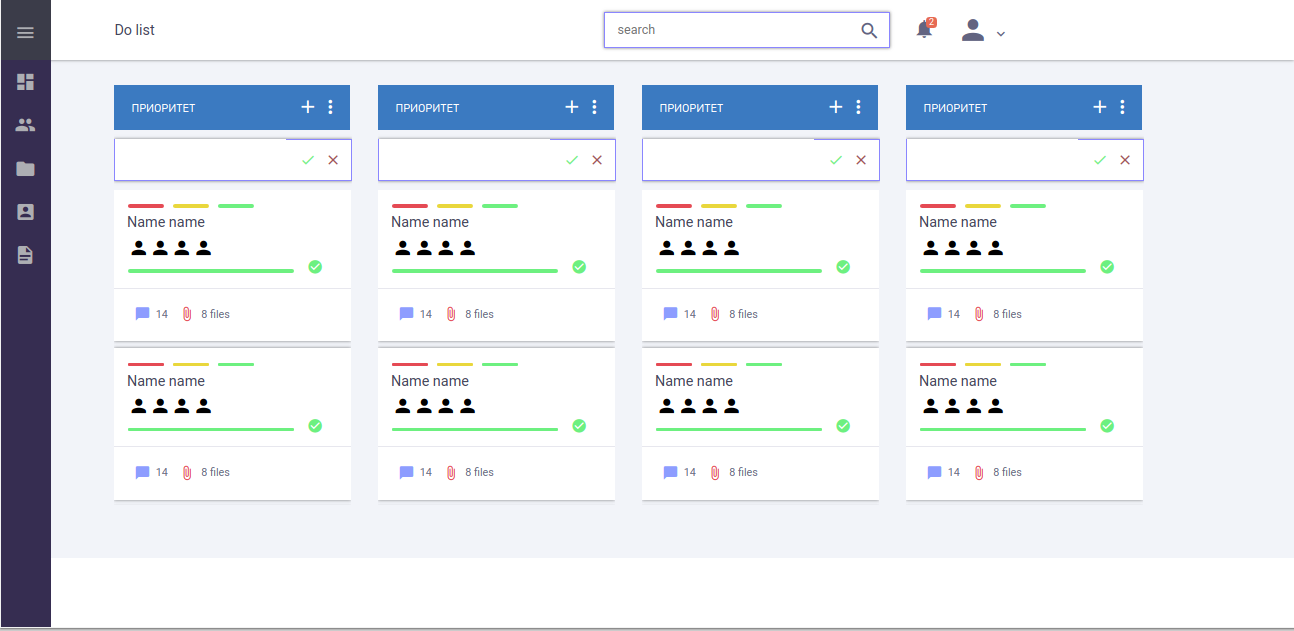 Do list
search
2
ПРИОРИТЕТ ПРИОРИТЕТ ПРИОРИТЕТ ПРИОРИТЕТ
Name name Name name Name name Name name
14 8 files 14 8 files 14 8 files 14 8 files
Name name Name name Name name Name name
14 8 files 14 8 files 14 8 files 14 8 files